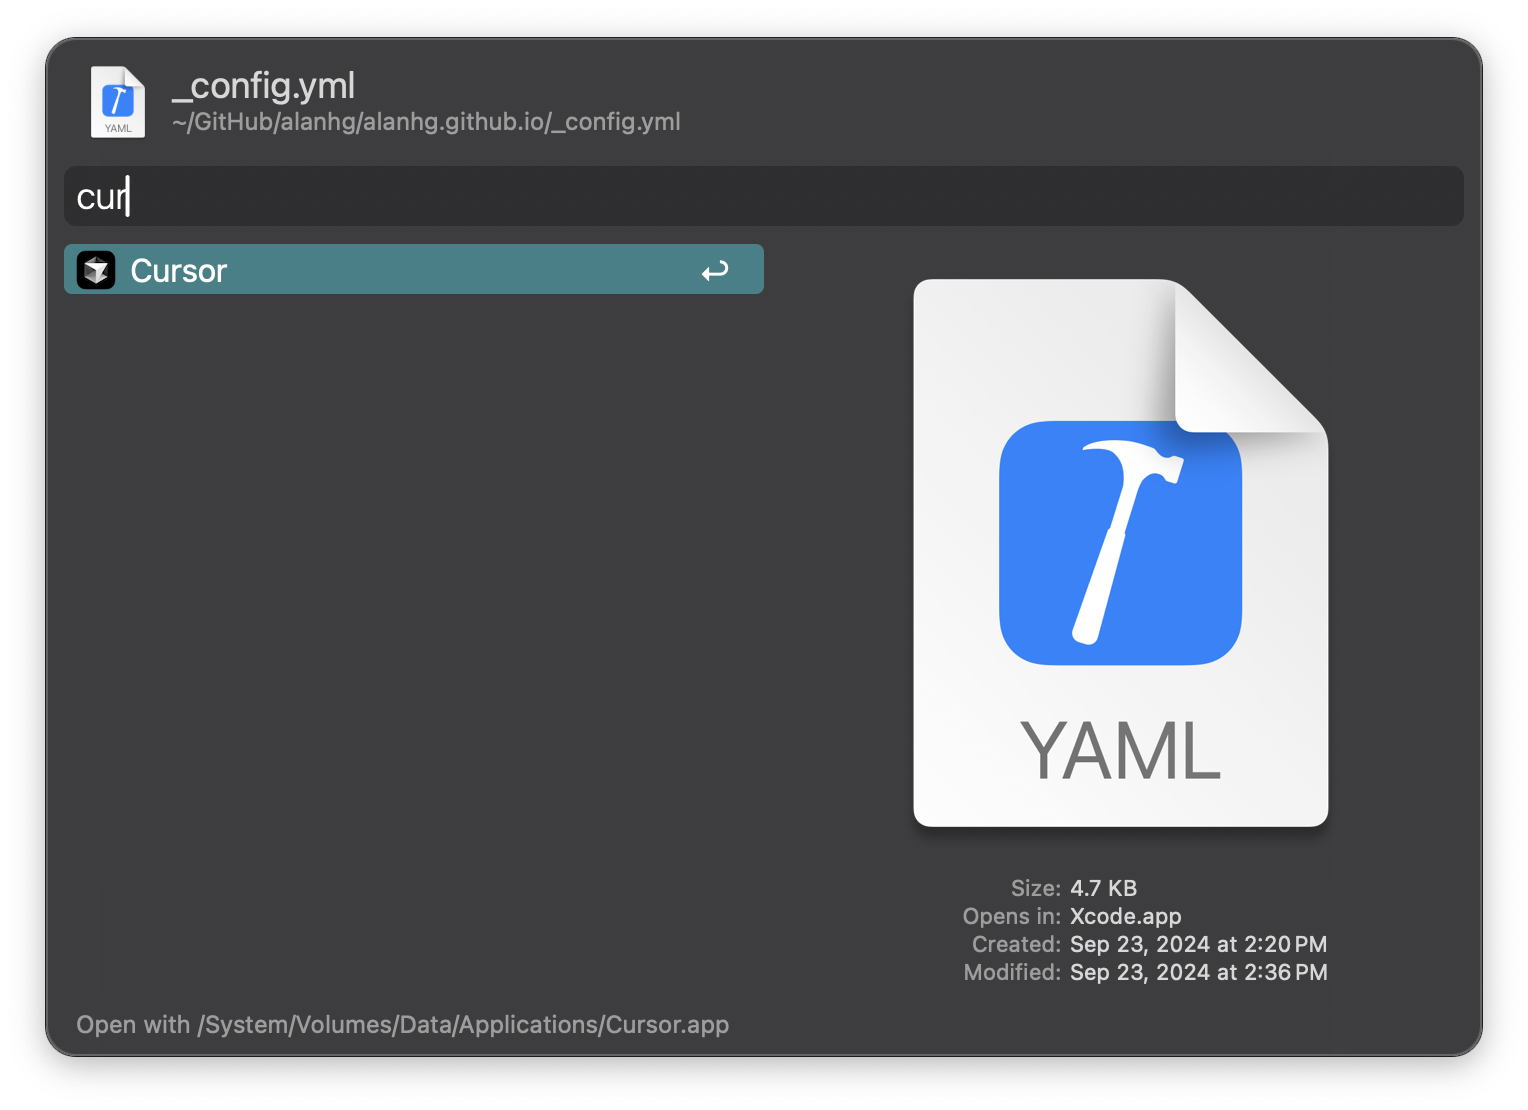 _config.yml
~/GitHub/alanhg/alanhg.github.io/_config.yml
YAML
cur
Cursor
YAML
Size: 4.7 KB
Opens in: Xcode.app
Created: Sep 23, 2024 at 2:20 PM
Modified: Sep 23, 2024 at 2:36 PM
Open with /System/Volumes/Data/Applications/Cursor.app